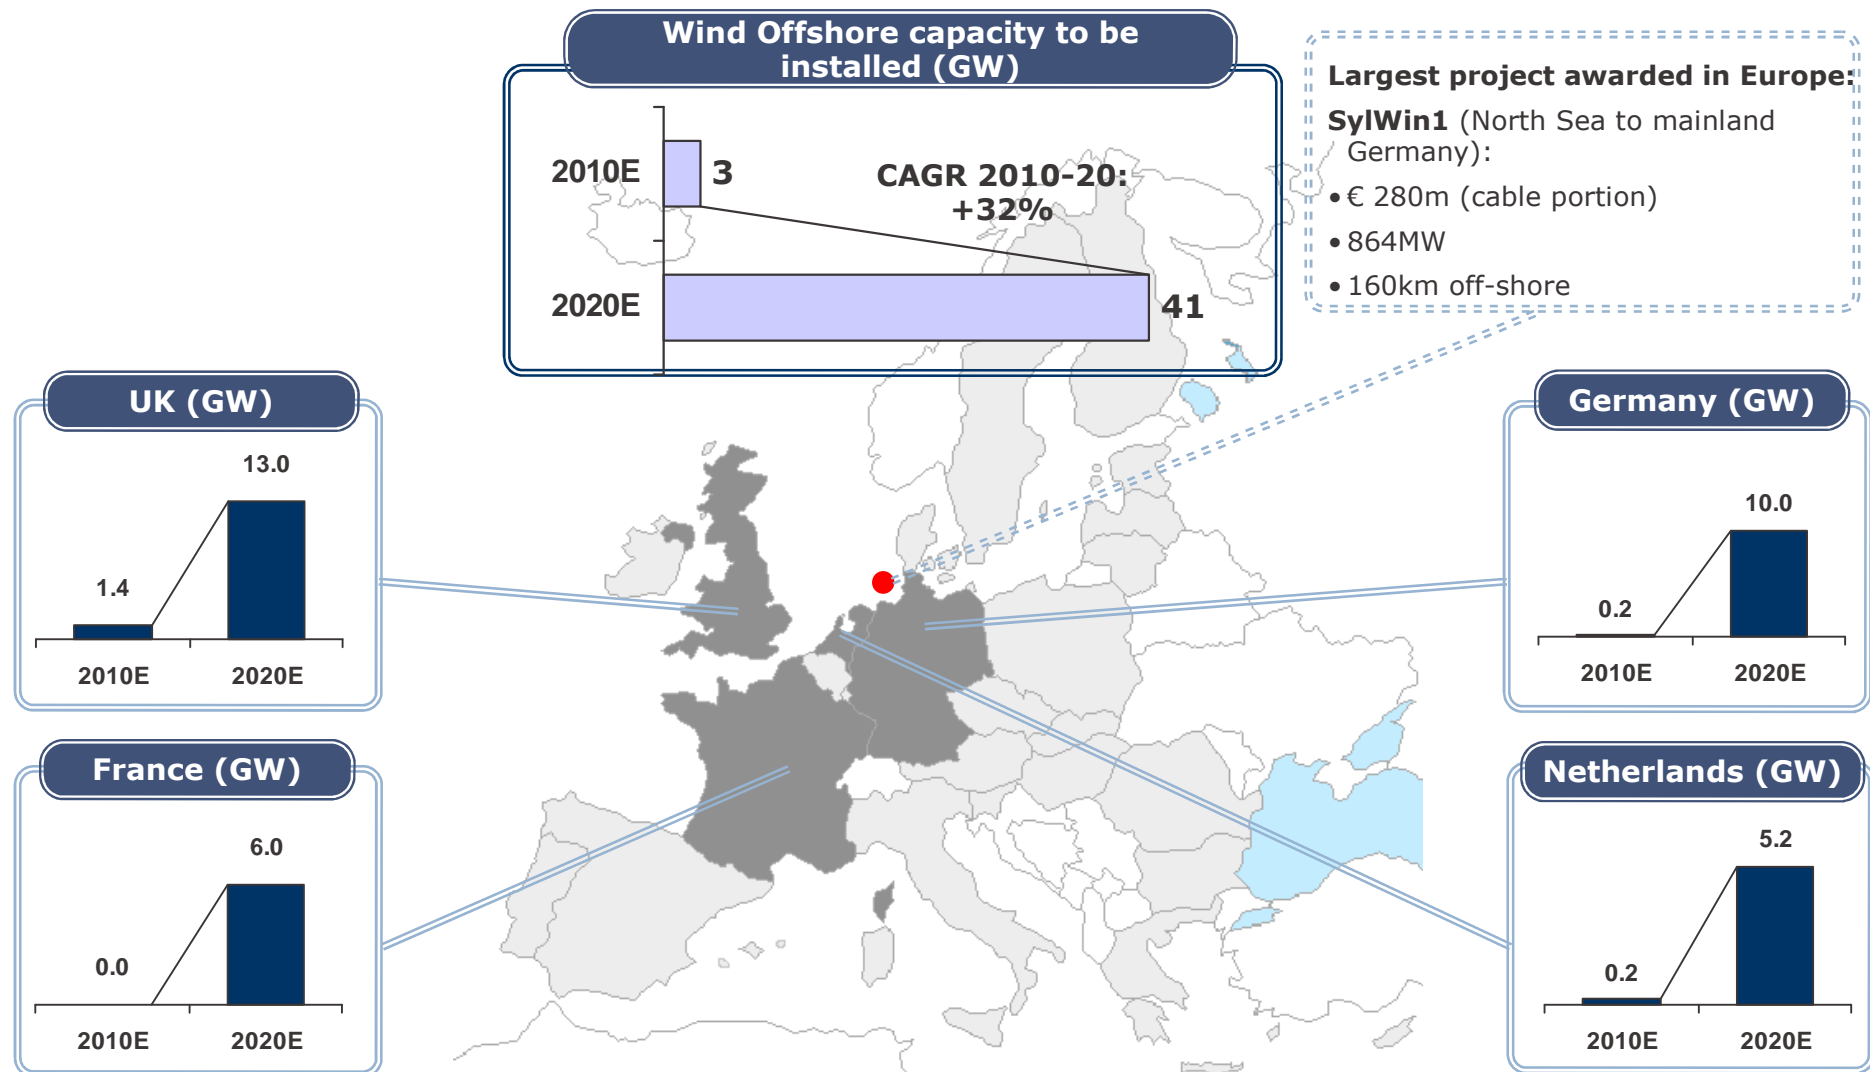 Wind Offshore capacity to be
installed (GW)
2010E
3
CAGR 2010-20:
+32%
2020E
41
Largest project awarded in Europe:
SylWin1 (North Sea to mainland
Germany):
• € 280m (cable portion)
• 864MW
• 160km off-shore
UK (GW)
13.0
1.4
2010E 2020E
Germany (GW)
10.0
0.2
2010E 2020E
France (GW)
6.0
0.0
2010E 2020E
Netherlands (GW)
5.2
0.2
2010E 2020E